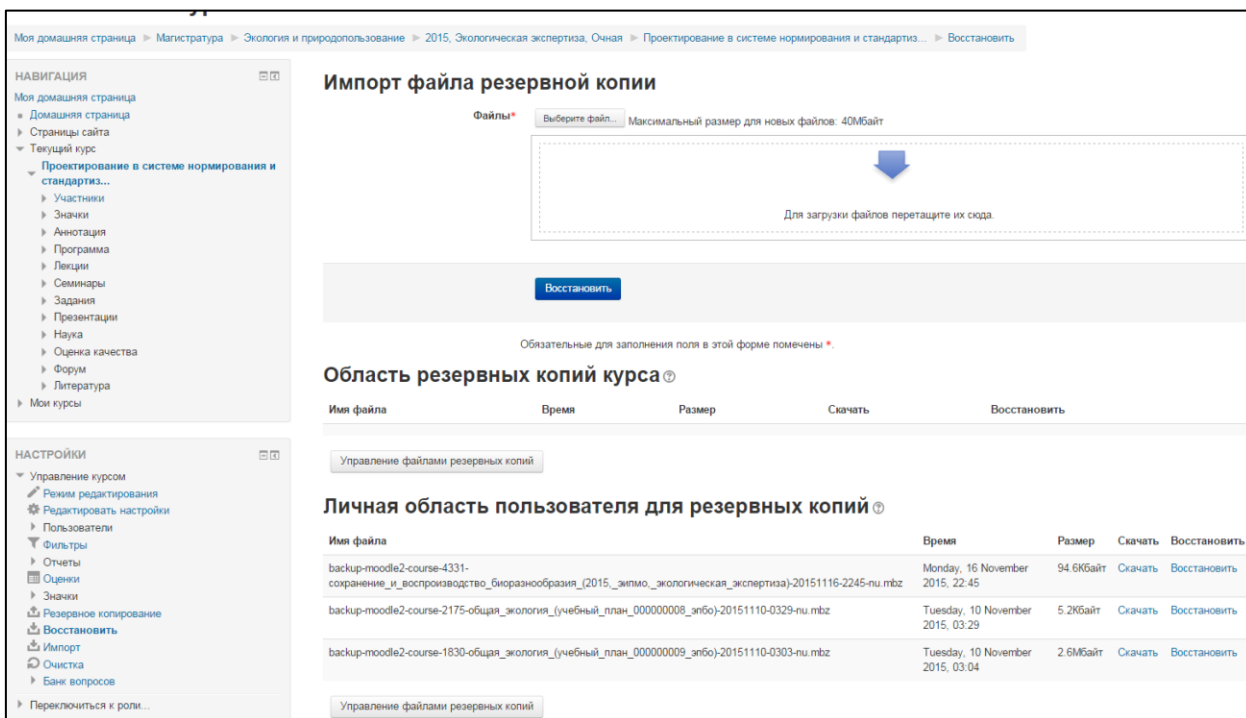 Моя домашняя страница ► Магистратура ► Экология и природопользование ► 2015, Экологическая экспертиза, Очная ► Проектирование в системе нормирования и стандартиз... ► Восстановить
НАВИГАЦИЯ
Моя домашняя страница
Домашняя страница
Страницы сайта
Текущий курс
Проектирование в системе нормирования и
стандартиз...
Участники
Значки
Аннотация
Программа
Лекции
Семинары
Задания
Презентации
Наука
Оценка качества
Форум
Литература
Мои курсы
НАСТРОЙКИ
Управление курсом
Режим редактирования
Редактировать настройки
Пользователи
Фильтры
Отчеты
Оценки
Значки
Резервное копирование
Восстановить
Импорт
Очистка
Банк вопросов
Переключиться к роли...
Импорт файла резервной копии
Файлы*
Выберите файл... Максимальный размер для новых файлов: 40Мбайт
Для загрузки файлов перетащите их сюда.
Восстановить
Обязательные для заполнения поля в этой форме помечены *.
Область резервных копий курса
Имя файла Время Размер Скачать Восстановить
Управление файлами резервных копий
Личная область пользователя для резервных копий
Имя файла Время Размер Скачать Восстановить
backup-moodle2-course-4331-
сохранение_и_воспроизводство_биоразнообразия_(2015,_зипмо,_экологическая_экспертиза)-20151116-2245-nu.mbz
Monday, 16 November
2015, 22:45
94.6Кбайт Скачать Восстановить
backup-moodle2-course-2175-общая_экология_(учебный_план_000000008_эпбо)-20151110-0329-nu.mbz
Tuesday, 10 November
2015, 03:29
5.2Кбайт Скачать Восстановить
backup-moodle2-course-1830-общая_экология_(учебный_план_000000009_эпбо)-20151110-0303-nu.mbz
Tuesday, 10 November
2015, 03:04
2.6Мбайт Скачать Восстановить
Управление файлами резервных копий